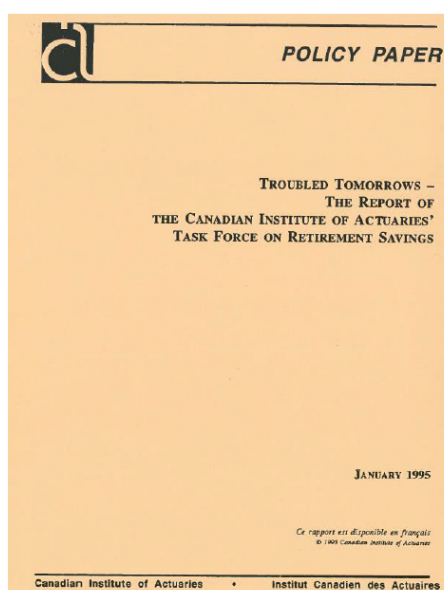 POLICY PAPER
TROUBLED TOMORROWS –
THE REPORT OF
THE CANADIAN INSTITUTE OF ACTUARIES'
TASK FORCE ON RETIREMENT SAVINGS
JANUARY 1995
Ce rapport est disponible en français
© 1995 Canadian Institute of Actuaries
Canadian Institute of Actuaries • Institut Canadien des Actuaires